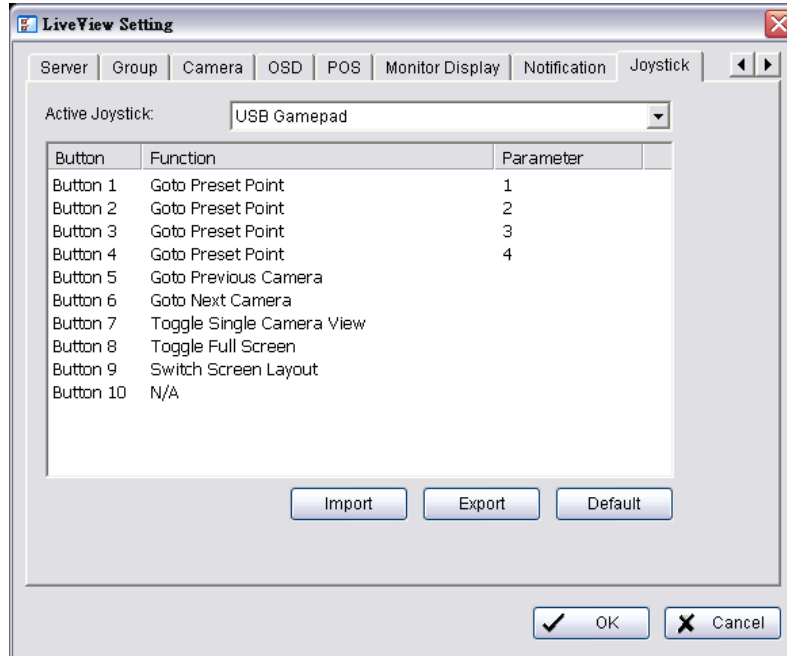 LiveView Setting
Server Group Camera OSD POS Monitor Display Notification Joystick
Active Joystick: USB Gamepad
Button Function Parameter
Button 1 Goto Preset Point 1
Button 2 Goto Preset Point 2
Button 3 Goto Preset Point 3
Button 4 Goto Preset Point 4
Button 5 Goto Previous Camera
Button 6 Goto Next Camera
Button 7 Toggle Single Camera View
Button 8 Toggle Full Screen
Button 9 Switch Screen Layout
Button 10 N/A
Import Export Default
OK Cancel